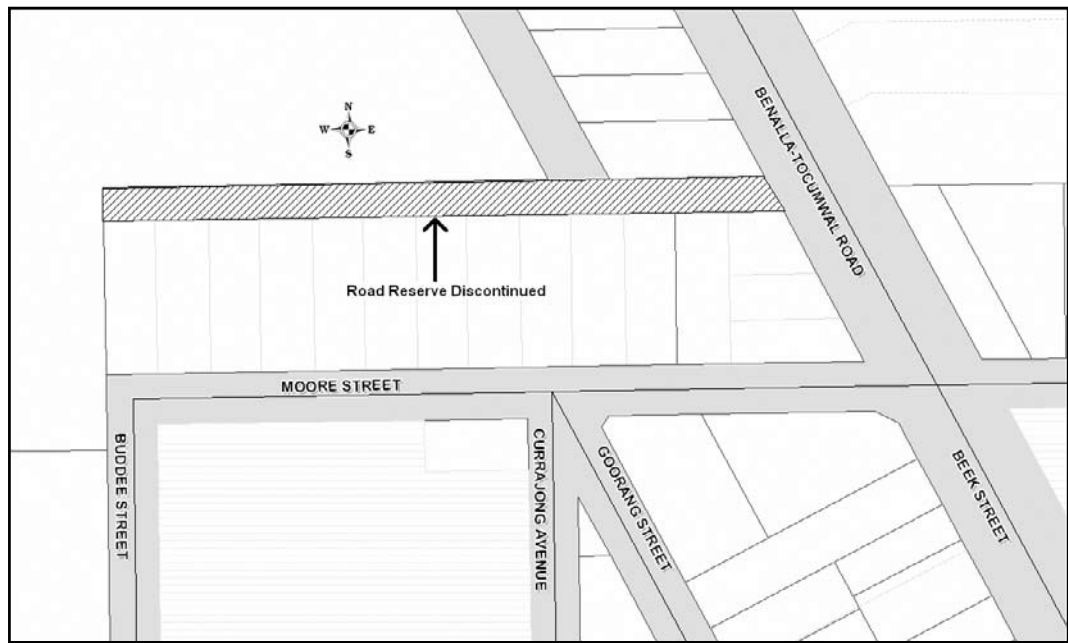 N
W E
S
BENALLA-TOCUMWAL ROAD
Road Reserve Discontinued
MOORE STREET
BUDDEE STREET
CURRAJONG AVENUE
GOORANG STREET
BEEK STREET